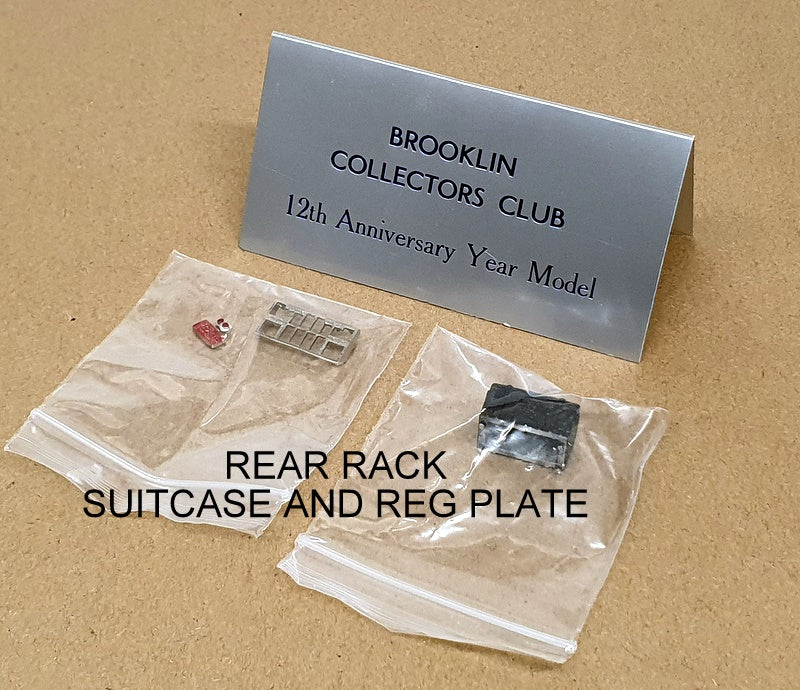 BROOKLIN
COLLECTORS CLUB
12th Anniversary Year Model
REAR RACK
SUITCASE AND REG PLATE